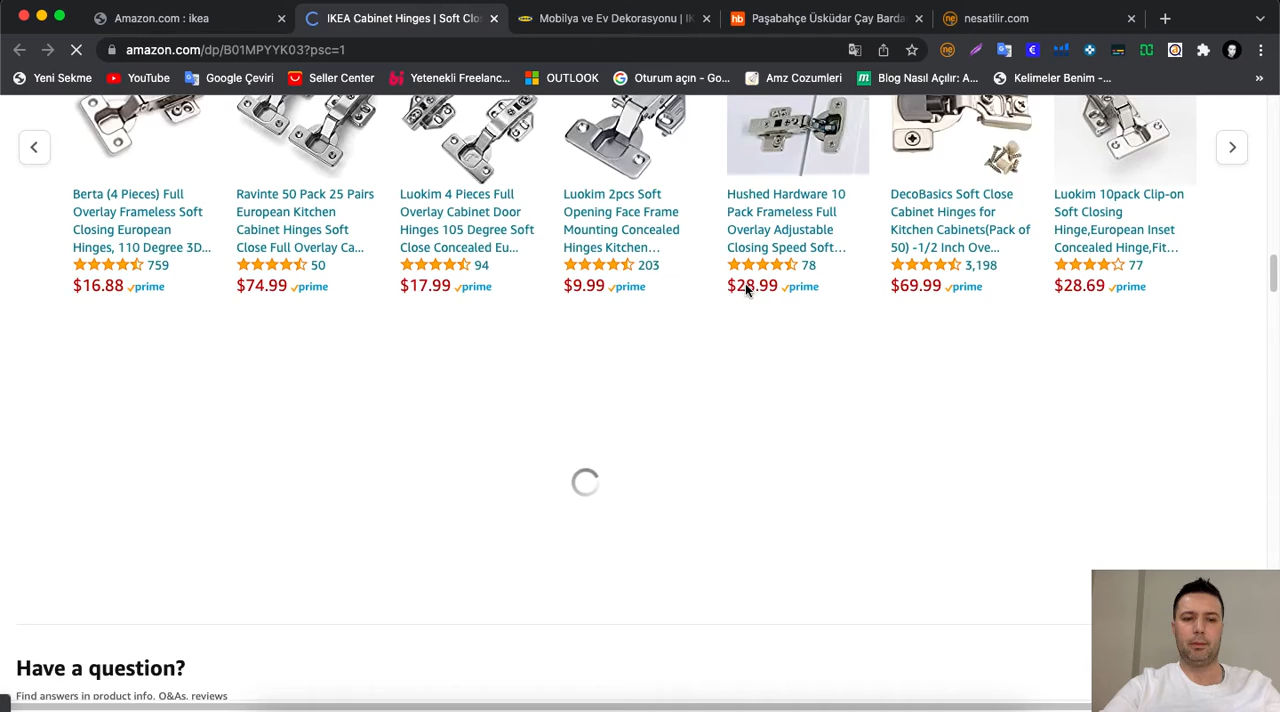 Amazon.com : ikea
IKEA Cabinet Hinges | Soft Clo
Mobilya ve Ev Dekorasyonu | IK
hb Paşabahçe Üsküdar Çay Barda
ne nesatilir.com
amazon.com/dp/B01MPYYK03?psc=1
Yeni Sekme
YouTube
Google Çeviri
Seller Center
Yetenekli Freelanc...
OUTLOOK
Oturum açın - Go...
Amz Cozumleri
Blog Nasıl Açılır: A...
Kelimeler Benim -...
»
Berta (4 Pieces) Full
Overlay Frameless Soft
Closing European
Hinges, 110 Degree 3D...
759
$16.88 prime
Ravinte 50 Pack 25 Pairs
European Kitchen
Cabinet Hinges Soft
Close Full Overlay Ca...
50
$74.99 prime
Luokim 4 Pieces Full
Overlay Cabinet Door
Hinges 105 Degree Soft
Close Concealed Eu...
94
$17.99 prime
Luokim 2pcs Soft
Opening Face Frame
Mounting Concealed
Hinges Kitchen...
203
$9.99 prime
Hushed Hardware 10
Pack Frameless Full
Overlay Adjustable
Closing Speed Soft...
78
$28.99 prime
DecoBasics Soft Close
Cabinet Hinges for
Kitchen Cabinets(Pack of
50) -1/2 Inch Ove...
3,198
$69.99 prime
Luokim 10pack Clip-on
Soft Closing
Hinge,European Inset
Concealed Hinge,Fit...
77
$28.69 prime
Have a question?
Find answers in product info, Q&As, reviews